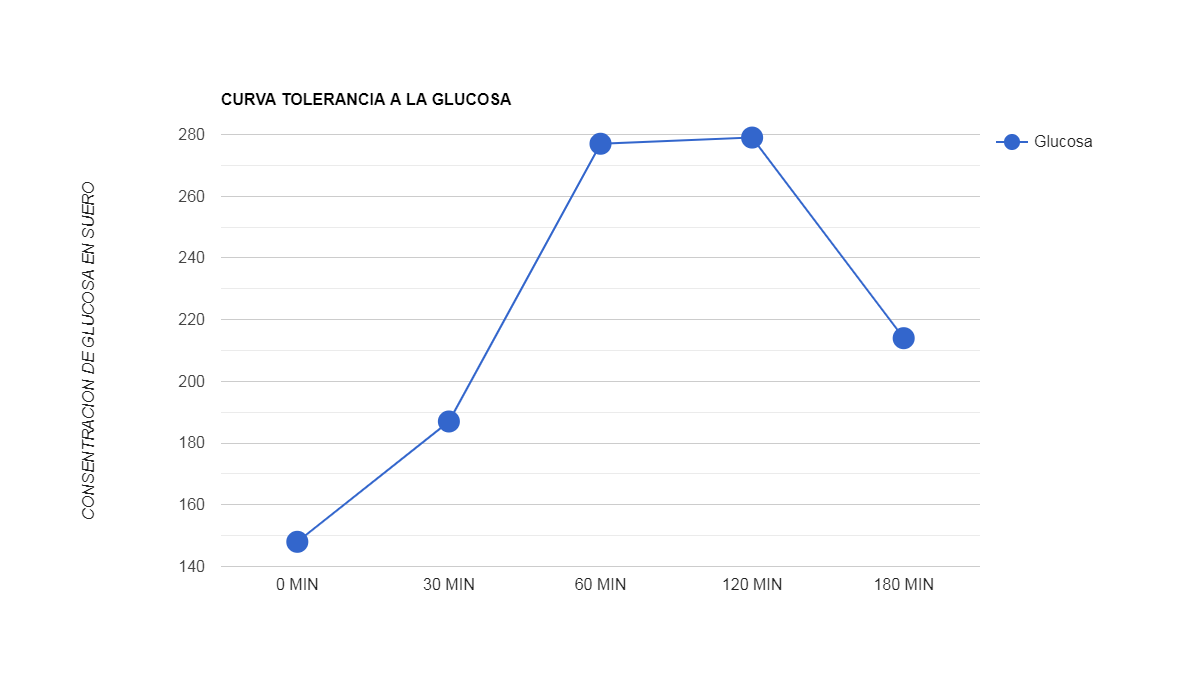 CURVA TOLERANCIA A LA GLUCOSA
Glucosa
CONSENTRACION DE GLUCOSA EN SUERO
280
260
240
220
200
180
160
140
0 MIN
30 MIN
60 MIN
120 MIN
180 MIN